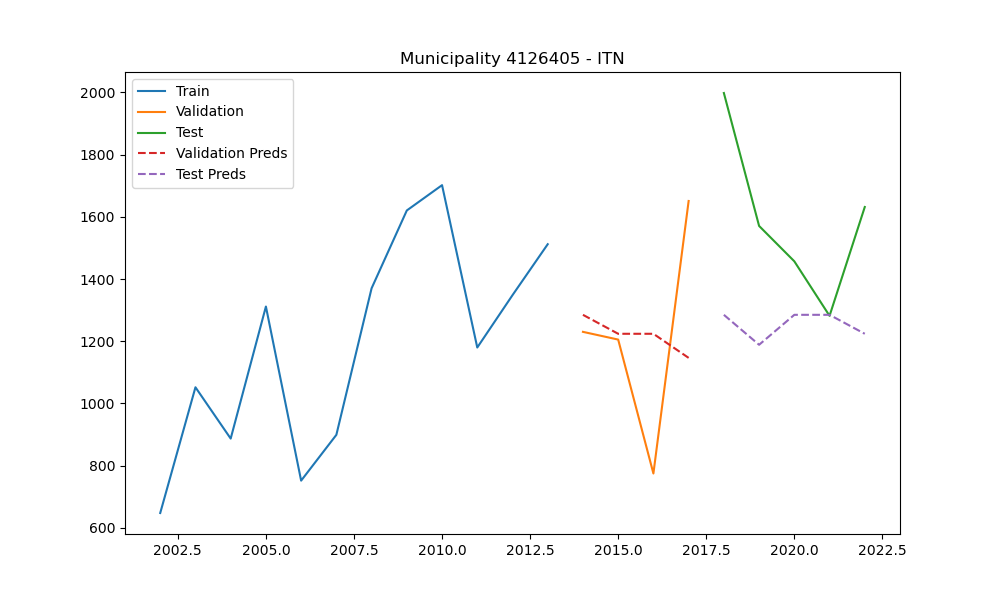 Municipality 4126405 - ITN
2000
1800
1600
1400
1200
1000
800
600
Train
Validation
Test
Validation Preds
Test Preds
2002.5 2005.0 2007.5 2010.0 2012.5 2015.0 2017.5 2020.0 2022.5